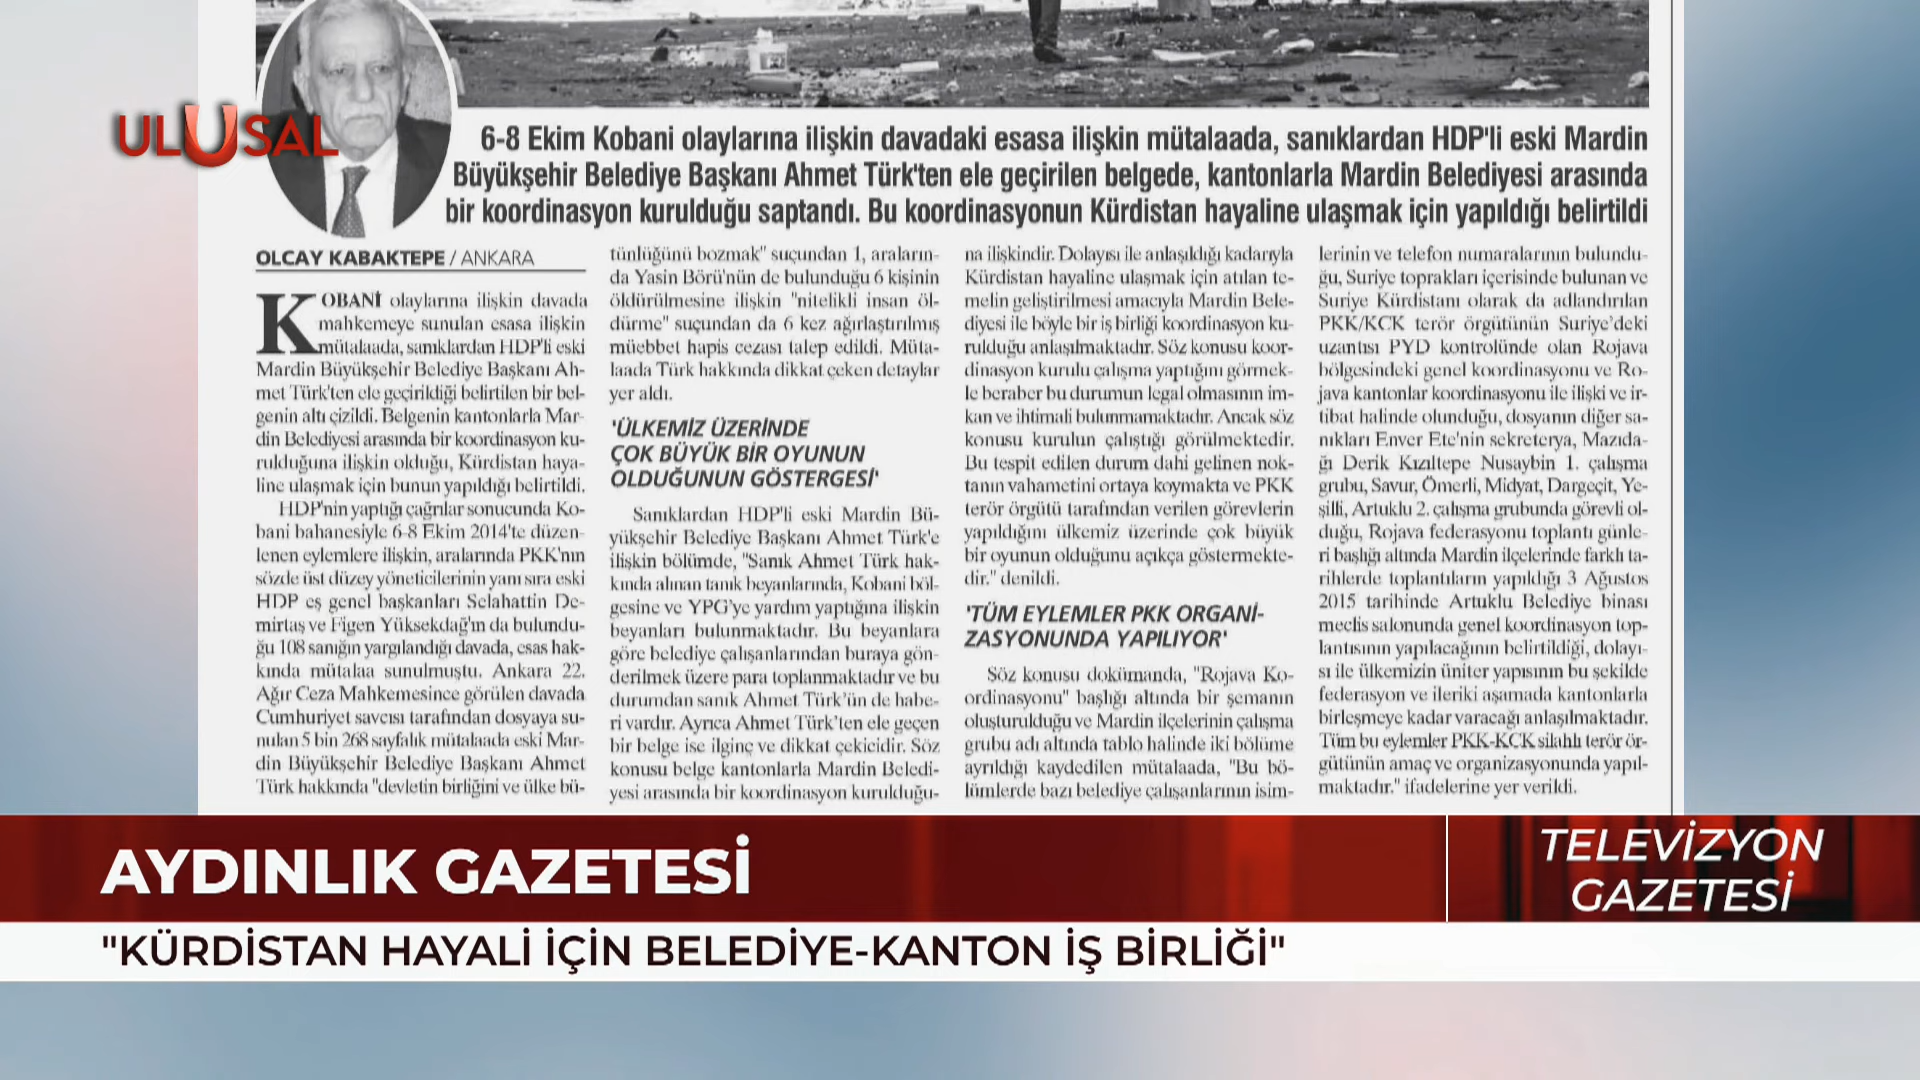 ULUSAL
6-8 Ekim Kobani olaylarına ilişkin davadaki esasa ilişkin mütalaada, sanıklardan HDP'li eski Mardin
Büyükşehir Belediye Başkanı Ahmet Türk'ten ele geçirilen belgede, kantonlarla Mardin Belediyesi arasında
bir koordinasyon kurulduğu saptandı. Bu koordinasyonun Kürdistan hayaline ulaşmak için yapıldığı belirtildi
OLCAY KABAKTEPE / ANKARA
KOBANİ olaylarına ilişkin davada
mahkemeye sunulan esasa ilişkin
mütalaada, sanıklardan HDP'li eski
Mardin Büyükşehir Belediye Başkanı Ah-
met Türk'ten ele geçirildiği belirtilen bir bel-
genin altı çizildi. Belgenin kantonlarla Mar-
din Belediyesi arasında bir koordinasyon ku-
rulduğuna ilişkin olduğu, Kürdistan haya-
line ulaşmak için bunun yapıldığı belirtildi.
HDP'nin yaptığı çağrılar sonucunda Ko-
bani bahanesiyle 6-8 Ekim 2014'te düzen-
lenen eylemlere ilişkin, aralarında PKK'nın
sözde üst düzey yöneticilerinin yanı sıra eski
HDP eş genel başkanları Selahattin De-
mirtaş ve Figen Yüksekdağ'ın da bulundu-
ğu 108 sanığın yargılandığı davada, esas hak-
kında mütalaa sunulmuştu. Ankara 22.
Ağır Ceza Mahkemesince görülen davada
Cumhuriyet savcısı tarafından dosyaya su-
nulan 5 bin 268 sayfalık mütalaada eski Mar-
din Büyükşehir Belediye Başkanı Ahmet
Türk hakkında "devletin birliğini ve ülke bü-
tünlüğünü bozmak" suçundan 1, araların-
da Yasin Börü'nün de bulunduğu 6 kişinin
öldürülmesine ilişkin "nitelikli insan öl-
dürme" suçundan da 6 kez ağırlaştırılmış
müebbet hapis cezası talep edildi. Müta-
laada Türk hakkında dikkat çeken detaylar
yer aldı.
'ÜLKEMİZ ÜZERİNDE
ÇOK BÜYÜK BİR OYUNUN
OLDUĞUNUN GÖSTERGESİ'
Sanıklardan HDP'li eski Mardin Bü-
yükşehir Belediye Başkanı Ahmet Türk'e
ilişkin bölümde, "Sanık Ahmet Türk hak-
kında alınan tanık beyanlarında, Kobani böl-
gesine ve YPG'ye yardım yaptığına ilişkin
beyanları bulunmaktadır. Bu beyanlara
göre belediye çalışanlarından buraya gön-
derilmek üzere para toplanmaktadır ve bu
durumdan sanık Ahmet Türk'ün de habe-
ri vardır. Ayrıca Ahmet Türk'ten ele geçen
bir belge ise ilginç ve dikkat çekicidir. Söz
konusu belge kantonlarla Mardin Beledi-
yesi arasında bir koordinasyon kurulduğu-
na ilişkindir. Dolayısı ile anlaşıldığı kadarıyla
Kürdistan hayaline ulaşmak için atılan te-
melin geliştirilmesi amacıyla Mardin Bele-
diyesi ile böyle bir iş birliği koordinasyon ku-
rulduğu anlaşılmaktadır. Söz konusu koor-
dinasyon kurulu çalışma yaptığını görmek-
le beraber bu durumun legal olmasının im-
kan ve ihtimali bulunmamaktadır. Ancak söz
konusu kurulun çalıştığı görülmektedir.
Bu tespit edilen durum dahi gelinen nok-
tanın vahametini ortaya koymakta ve PKK
terör örgütü tarafından verilen görevlerin
yapıldığını ülkemiz üzerinde çok büyük
bir oyunun olduğunu açıkça göstermekte-
dir." denildi.
'TÜM EYLEMLER PKK ORGANİ-
ZASYONUNDA YAPILIYOR'
Söz konusu dokümanda, "Rojava Ko-
ordinasyonu" başlığı altında bir şemanın
oluşturulduğu ve Mardin ilçelerinin çalışma
grubu adı altında tablo halinde iki bölüme
ayrıldığı kaydedilen mütalaada, "Bu bö-
lümlerde bazı belediye çalışanlarının isim-
lerinin ve telefon numaralarının bulundu-
ğu, Suriye toprakları içerisinde bulunan ve
Suriye Kürdistanı olarak da adlandırılan
PKK/KCK terör örgütünün Suriye'deki
uzantısı PYD kontrolünde olan Rojava
bölgesindeki genel koordinasyonu ve Ro-
java kantonlar koordinasyonu ile ilişki ve ir-
tibat halinde olunduğu, dosyanın diğer sa-
nıkları Enver Ete'nin sekreterya, Mazıda-
ğı Derik Kızıltepe Nusaybin 1. çalışma
grubu, Savur, Ömerli, Midyat, Dargeçit, Ye-
şilli, Artuklu 2. çalışma grubunda görevli ol-
duğu, Rojava federasyonu toplantı günle-
ri başlığı altında Mardin ilçelerinde farklı ta-
rihlerde toplantıların yapıldığı 3 Ağustos
2015 tarihinde Artuklu Belediye binası
meclis salonunda genel koordinasyon top-
lantısının yapılacağının belirtildiği, dolayı-
sı ile ülkemizin üniter yapısının bu şekilde
federasyon ve ileriki aşamada kantonlarla
birleşmeye kadar varacağı anlaşılmaktadır.
Tüm bu eylemler PKK-KCK silahlı terör ör-
gütünün amaç ve organizasyonunda yapıl-
maktadır." ifadelerine yer verildi.
AYDINLIK GAZETESİ
TELEVİZYON
GAZETESİ
"KÜRDİSTAN HAYALİ İÇİN BELEDİYE-KANTON İŞ BİRLİĞİ"